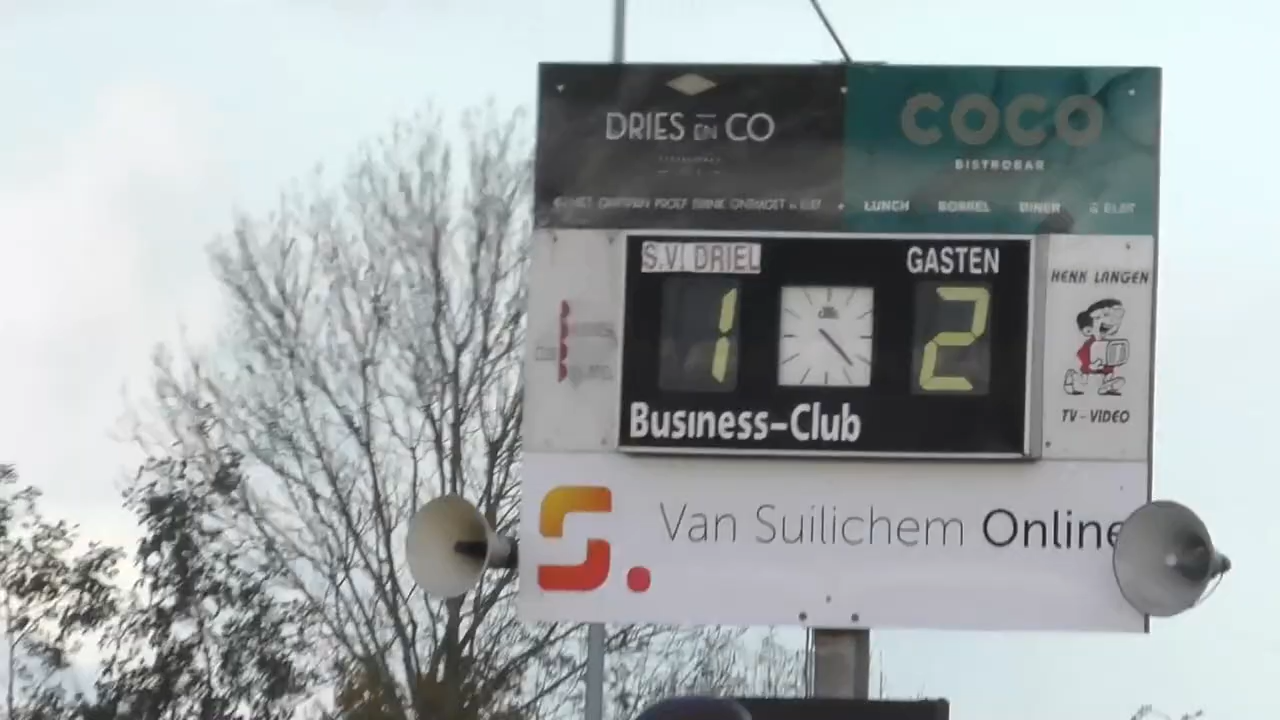 DRIES EN CO
COCO
BISTROBAR
LUNCH BORREL DINER
S.V. DRIEL
GASTEN
1
2
Business-Club
HENK LANGEN
TV-VIDEO
S.
Van Suilichem Online